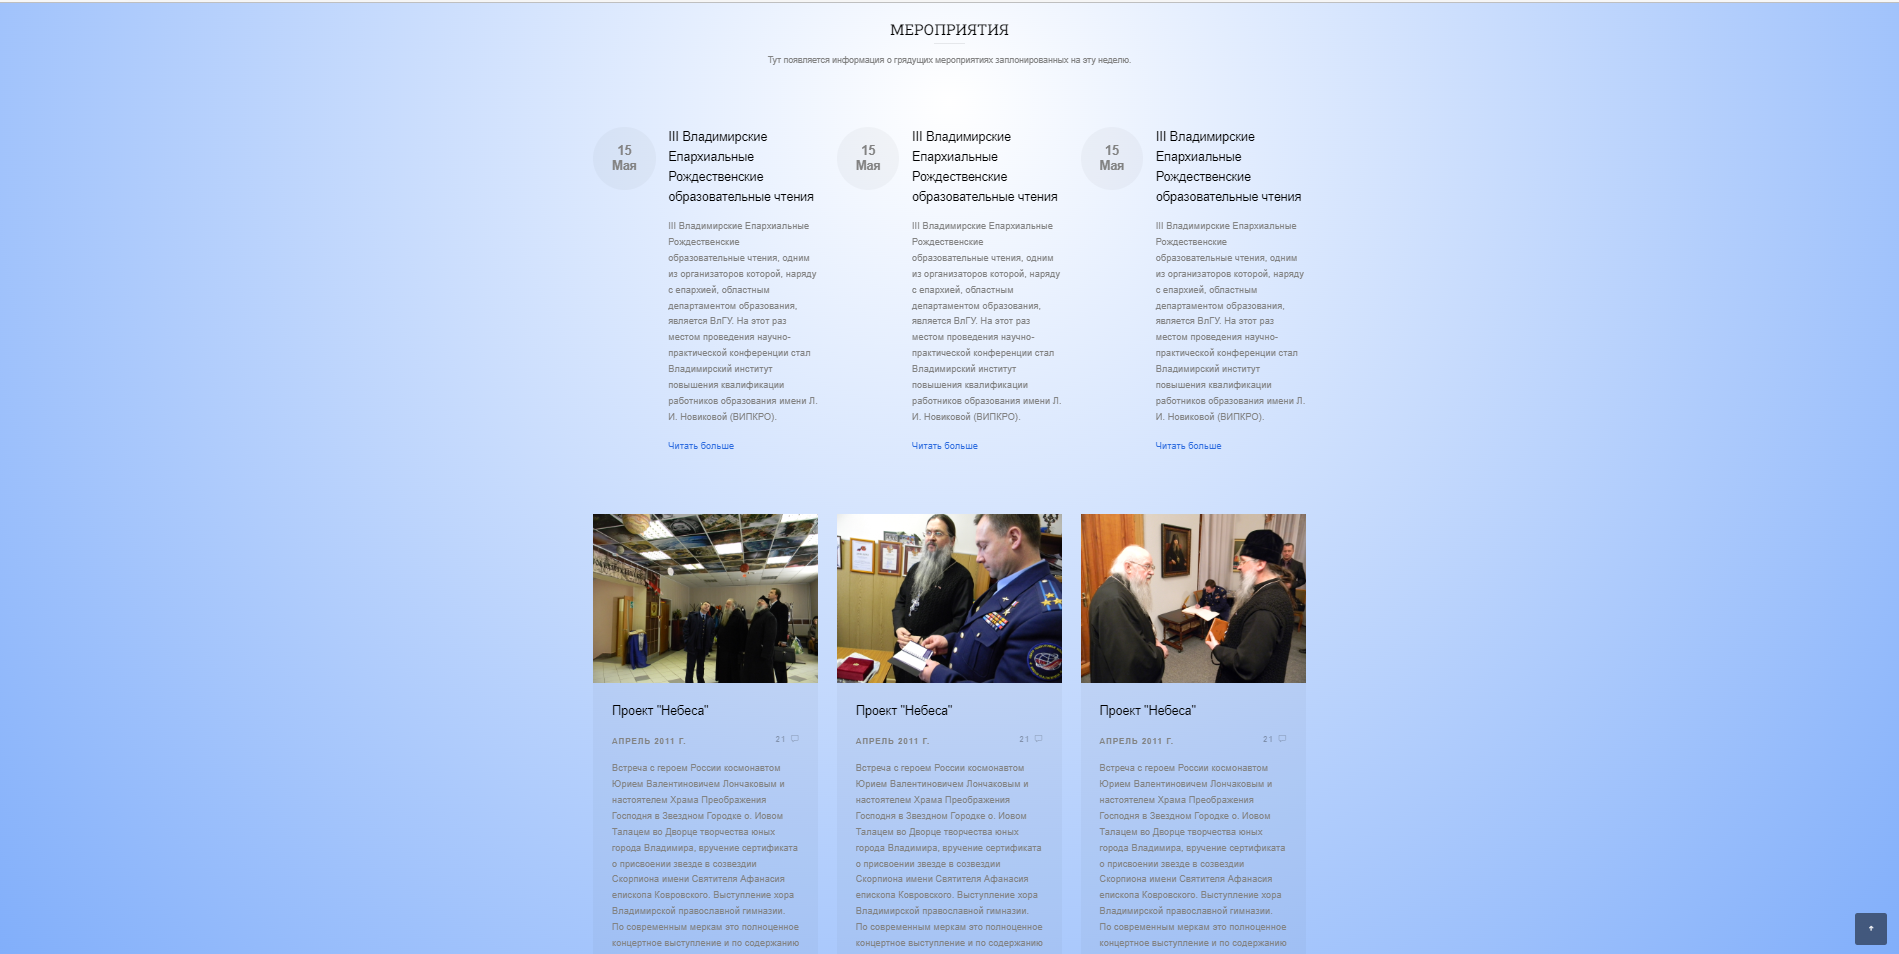 МЕРОПРИЯТИЯ
Тут появляется информация о грядущих мероприятиях заплонированных на эту неделю.
15
Мая
III Владимирские
Епархиальные
Рождественские
образовательные чтения
III Владимирские Епархиальные
Рождественские
образовательные чтения, одним
из организаторов которой, наряду
с епархией, областным
департаментом образования,
является ВлГУ. На этот раз
местом проведения научно-
практической конференции стал
Владимирский институт
повышения квалификации
работников образования имени Л.
И. Новиковой (ВИПКРО).
Читать больше
15
Мая
III Владимирские
Епархиальные
Рождественские
образовательные чтения
III Владимирские Епархиальные
Рождественские
образовательные чтения, одним
из организаторов которой, наряду
с епархией, областным
департаментом образования,
является ВлГУ. На этот раз
местом проведения научно-
практической конференции стал
Владимирский институт
повышения квалификации
работников образования имени Л.
И. Новиковой (ВИПКРО).
Читать больше
15
Мая
III Владимирские
Епархиальные
Рождественские
образовательные чтения
III Владимирские Епархиальные
Рождественские
образовательные чтения, одним
из организаторов которой, наряду
с епархией, областным
департаментом образования,
является ВлГУ. На этот раз
местом проведения научно-
практической конференции стал
Владимирский институт
повышения квалификации
работников образования имени Л.
И. Новиковой (ВИПКРО).
Читать больше
Проект "Небеса"
АПРЕЛЬ 2011 Г. 21
Встреча с героем России космонавтом
Юрием Валентиновичем Лончаковым и
настоятелем Храма Преображения
Господня в Звездном Городке о. Иовом
Талацем во Дворце творчества юных
города Владимира, вручение сертификата
о присвоении звезде в созвездии
Скорпиона имени Святителя Афанасия
епископа Ковровского. Выступление хора
Владимирской православной гимназии.
По современным меркам это полноценное
концертное выступление и по содержанию
Проект "Небеса"
АПРЕЛЬ 2011 Г. 21
Встреча с героем России космонавтом
Юрием Валентиновичем Лончаковым и
настоятелем Храма Преображения
Господня в Звездном Городке о. Иовом
Талацем во Дворце творчества юных
города Владимира, вручение сертификата
о присвоении звезде в созвездии
Скорпиона имени Святителя Афанасия
епископа Ковровского. Выступление хора
Владимирской православной гимназии.
По современным меркам это полноценное
концертное выступление и по содержанию
Проект "Небеса"
АПРЕЛЬ 2011 Г. 21
Встреча с героем России космонавтом
Юрием Валентиновичем Лончаковым и
настоятелем Храма Преображения
Господня в Звездном Городке о. Иовом
Талацем во Дворце творчества юных
города Владимира, вручение сертификата
о присвоении звезде в созвездии
Скорпиона имени Святителя Афанасия
епископа Ковровского. Выступление хора
Владимирской православной гимназии.
По современным меркам это полноценное
концертное выступление и по содержанию